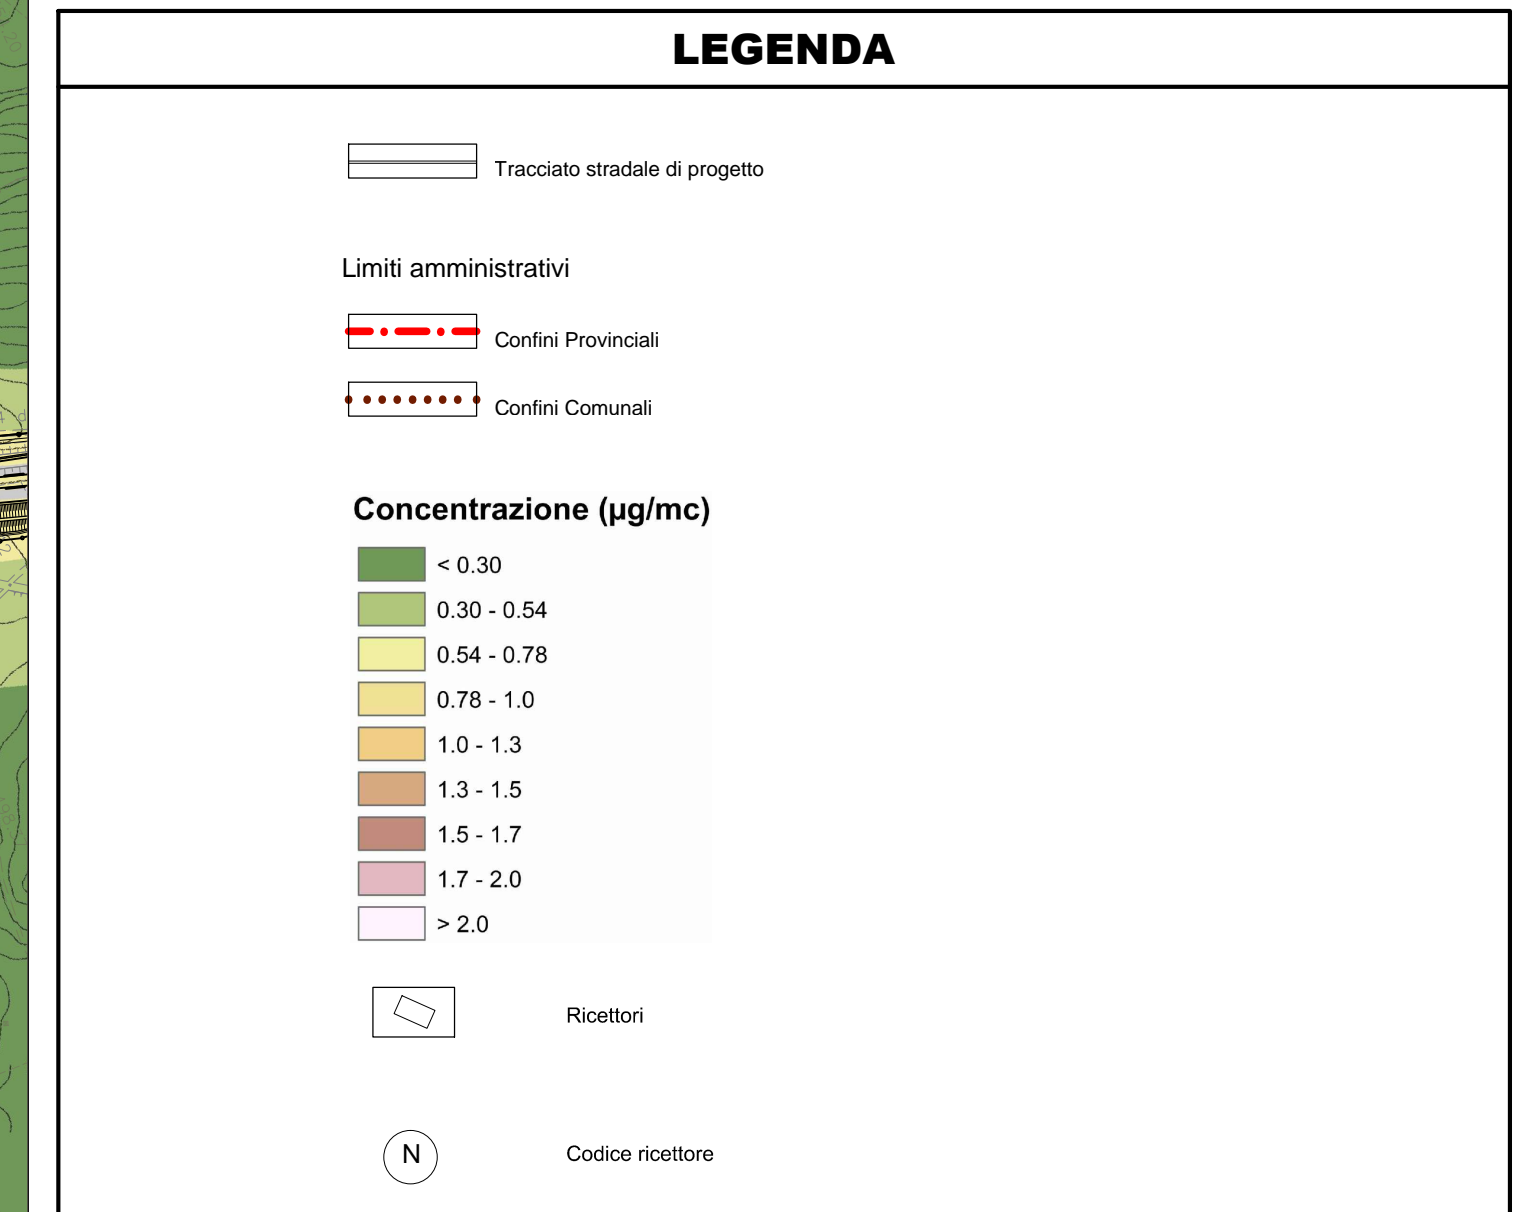 LEGENDA
Tracciato stradale di progetto
Limiti amministrativi
Confini Provinciali
Confini Comunali
Concentrazione (µg/mc)
< 0.30
0.30 - 0.54
0.54 - 0.78
0.78 - 1.0
1.0 - 1.3
1.3 - 1.5
1.5 - 1.7
1.7 - 2.0
> 2.0
Ricettori
N Codice ricettore